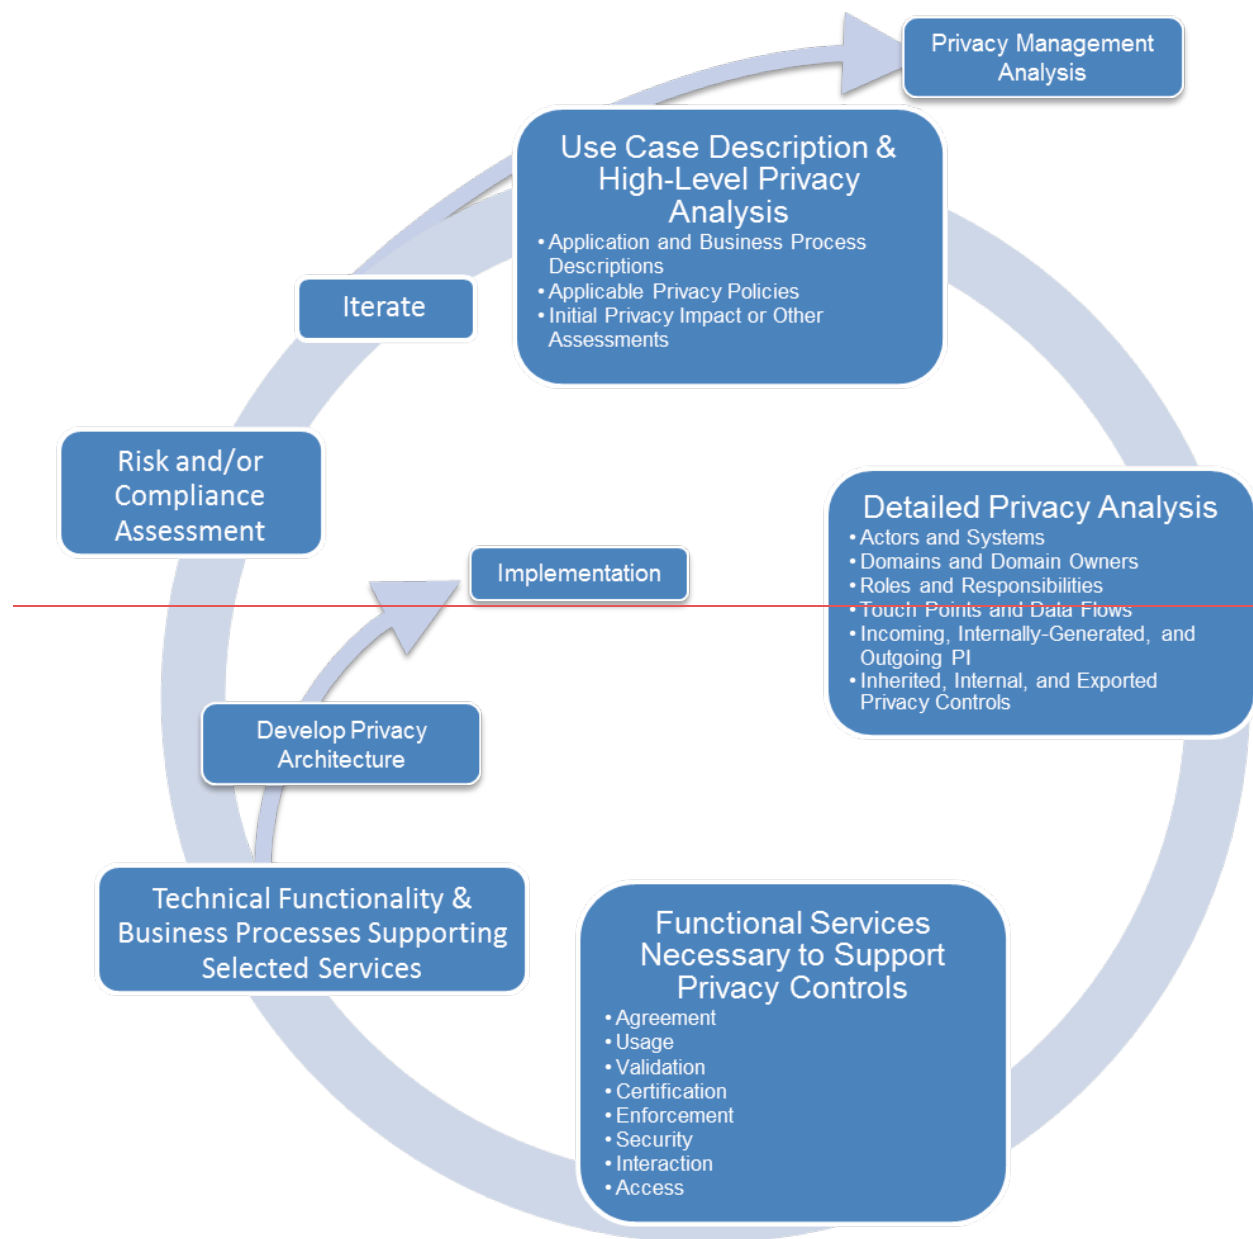 Privacy Management
Analysis
Use Case Description &
High-Level Privacy
Analysis
• Application and Business Process
Descriptions
• Applicable Privacy Policies
• Initial Privacy Impact or Other
Assessments
Iterate
Risk and/or
Compliance
Assessment
Detailed Privacy Analysis
• Actors and Systems
• Domains and Domain Owners
• Roles and Responsibilities
• Touch Points and Data Flows
• Incoming, Internally-Generated, and
Outgoing PI
• Inherited, Internal, and Exported
Privacy Controls
Implementation
Develop Privacy
Architecture
Technical Functionality &
Business Processes Supporting
Selected Services
Functional Services
Necessary to Support
Privacy Controls
• Agreement
• Usage
• Validation
• Certification
• Enforcement
• Security
• Interaction
• Access